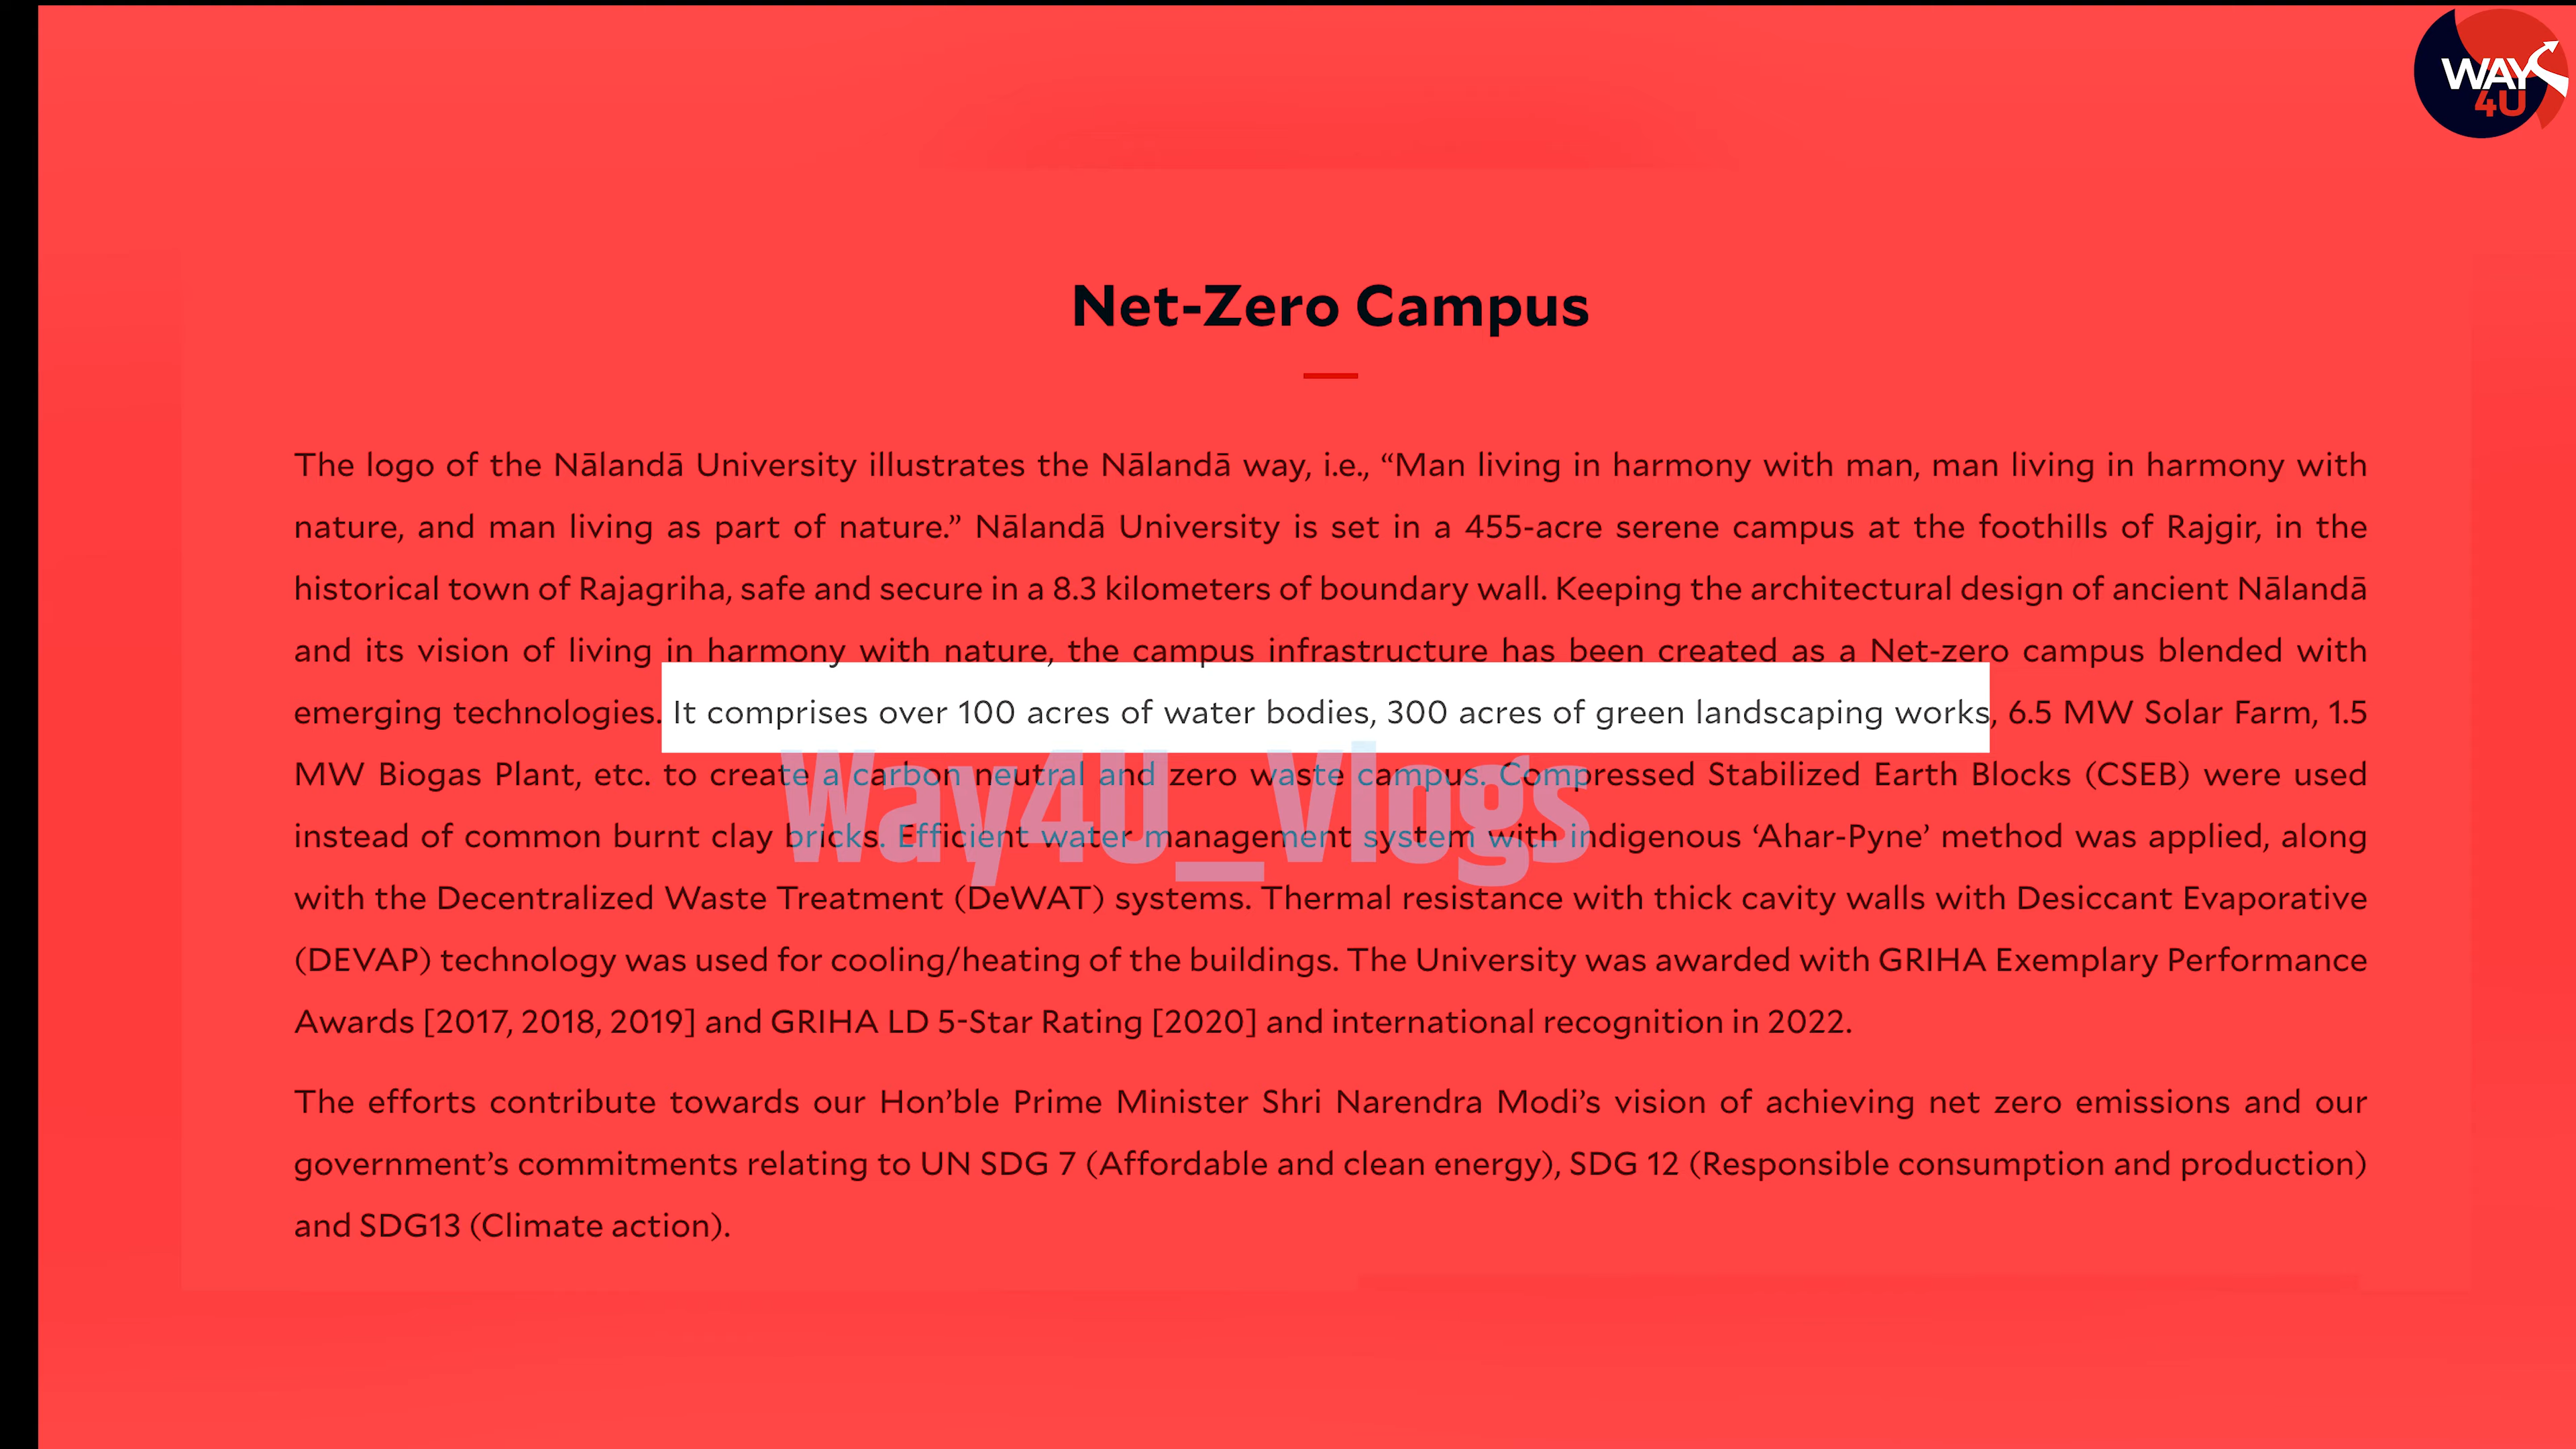 WAY
4U
Net-Zero Campus
The logo of the Nālandā University illustrates the Nālandā way, i.e., “Man living in harmony with man, man living in harmony with
nature, and man living as part of nature.” Nālandā University is set in a 455-acre serene campus at the foothills of Rajgir, in the
historical town of Rajagriha, safe and secure in a 8.3 kilometers of boundary wall. Keeping the architectural design of ancient Nālandā
and its vision of living in harmony with nature, the campus infrastructure has been created as a Net-zero campus blended with
emerging technologies. It comprises over 100 acres of water bodies, 300 acres of green landscaping works, 6.5 MW Solar Farm, 1.5
MW Biogas Plant, etc. to create a carbon neutral and zero waste campus. Compressed Stabilized Earth Blocks (CSEB) were used
Way4U_Vlogs
instead of common burnt clay bricks. Efficient water management system with indigenous ‘Ahar-Pyne’ method was applied, along
with the Decentralized Waste Treatment (DeWAT) systems. Thermal resistance with thick cavity walls with Desiccant Evaporative
(DEVAP) technology was used for cooling/heating of the buildings. The University was awarded with GRIHA Exemplary Performance
Awards [2017, 2018, 2019] and GRIHA LD 5-Star Rating [2020] and international recognition in 2022.
The efforts contribute towards our Hon’ble Prime Minister Shri Narendra Modi’s vision of achieving net zero emissions and our
government’s commitments relating to UN SDG 7 (Affordable and clean energy), SDG 12 (Responsible consumption and production)
and SDG13 (Climate action).